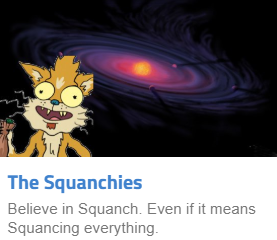 The Squanchies
Believe in Squanch. Even if it means
Squancing everything.